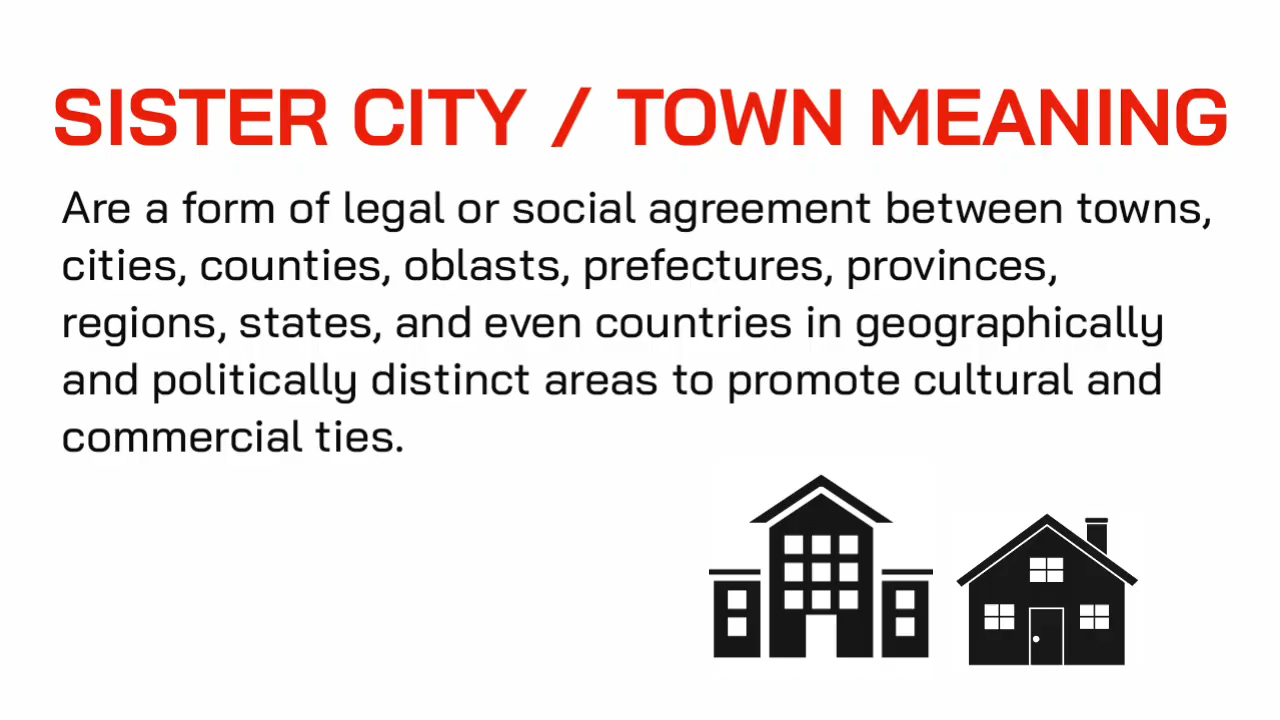 SISTER CITY / TOWN MEANING
Are a form of legal or social agreement between towns,
cities, counties, oblasts, prefectures, provinces,
regions, states, and even countries in geographically
and politically distinct areas to promote cultural and
commercial ties.